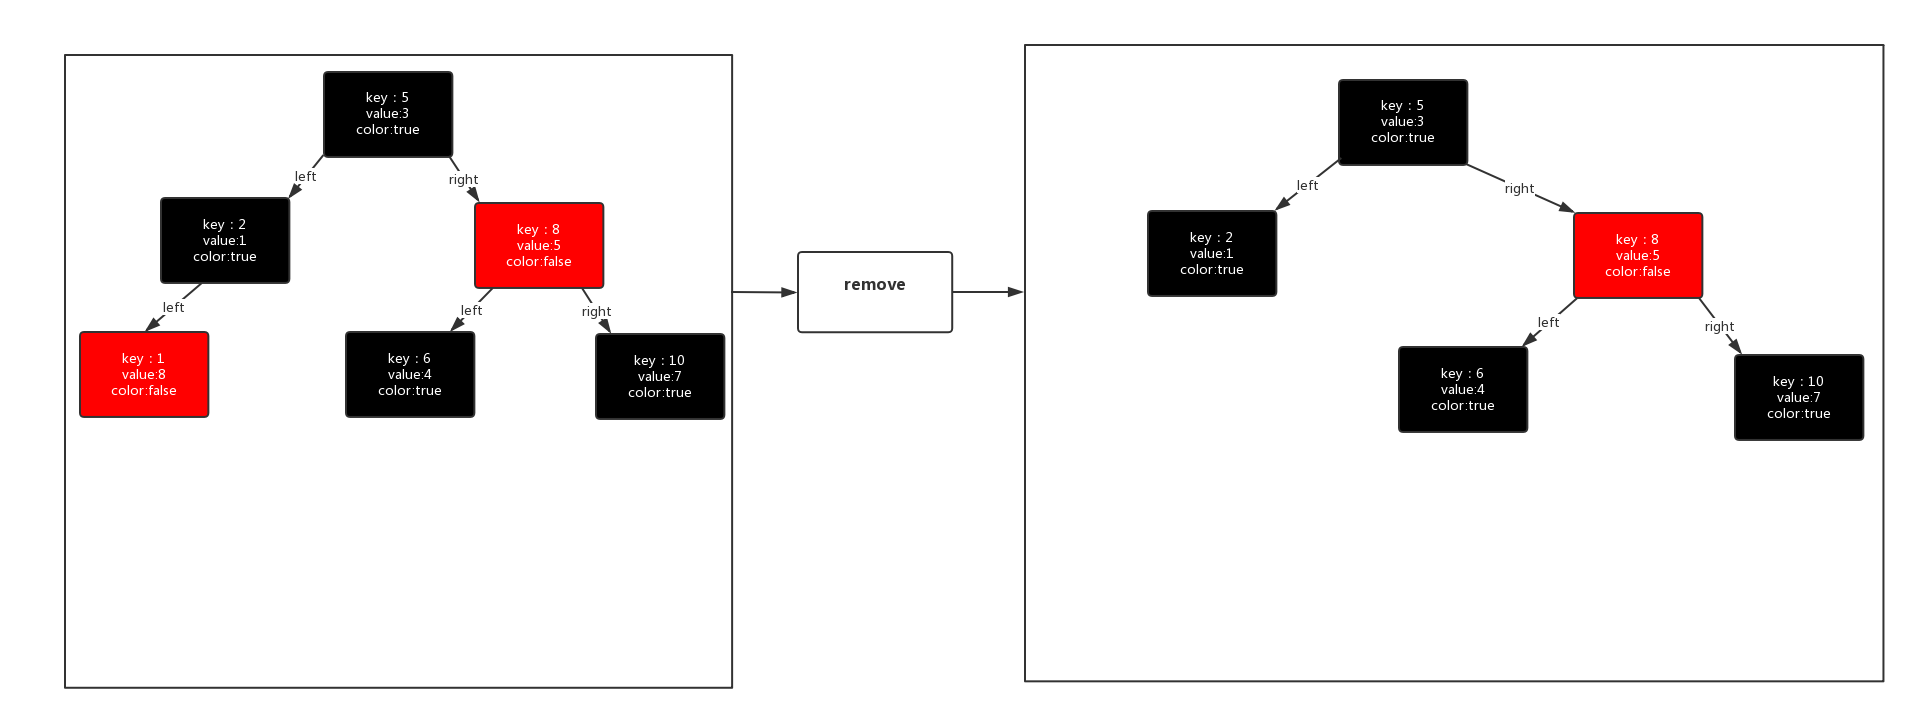 key : 5
value:3
color:true
left
right
key : 2
value:1
color:true
key : 8
value:5
color:false
left
left
right
key : 1
value:8
color:false
key : 6
value:4
color:true
key : 10
value:7
color:true
remove
key : 5
value:3
color:true
left
right
key : 2
value:1
color:true
key : 8
value:5
color:false
left
right
key : 6
value:4
color:true
key : 10
value:7
color:true